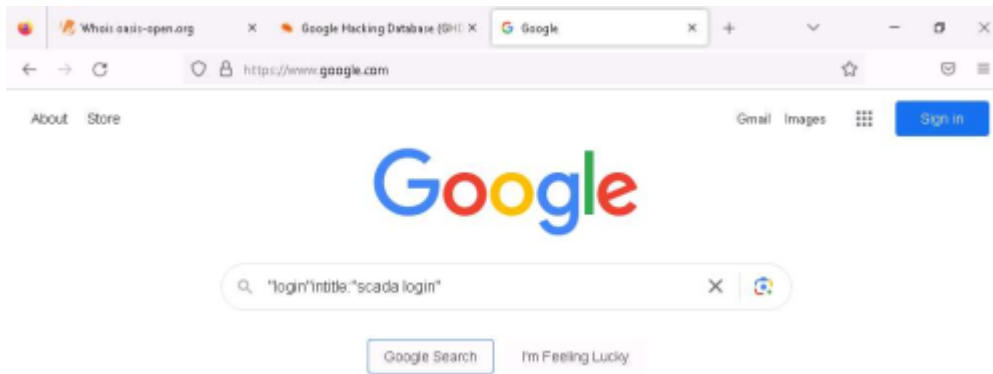 Whois oasis-open.org Google Hacking Database (GHD Google
https://www.google.com
About Store Gmail Images Sign in
Google
"login"intitle:"scada login"
Google Search I'm Feeling Lucky